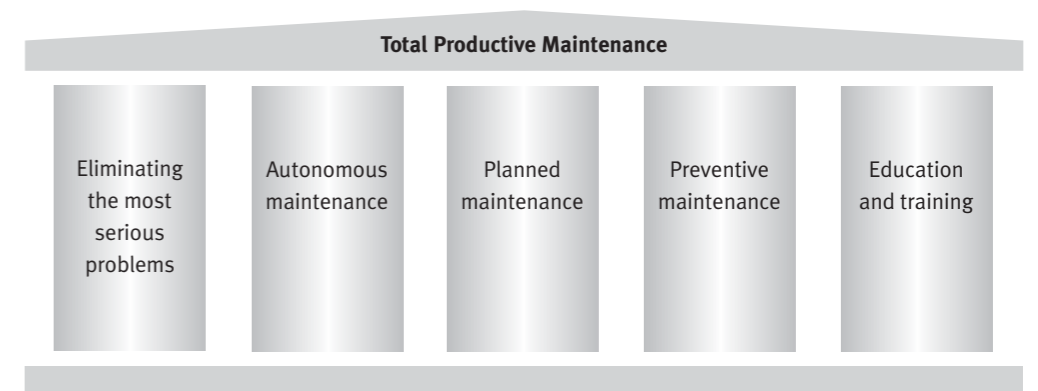 Total Productive Maintenance
Eliminating
the most
serious
problems
Autonomous
maintenance
Planned
maintenance
Preventive
maintenance
Education
and training